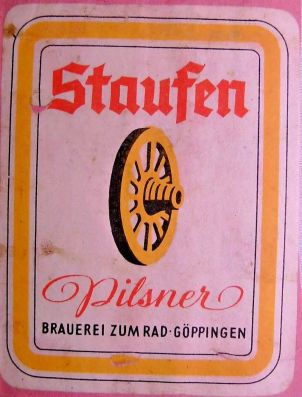 Staufen
Pilsner
BRAUEREI ZUM RAD · GÖPPINGEN